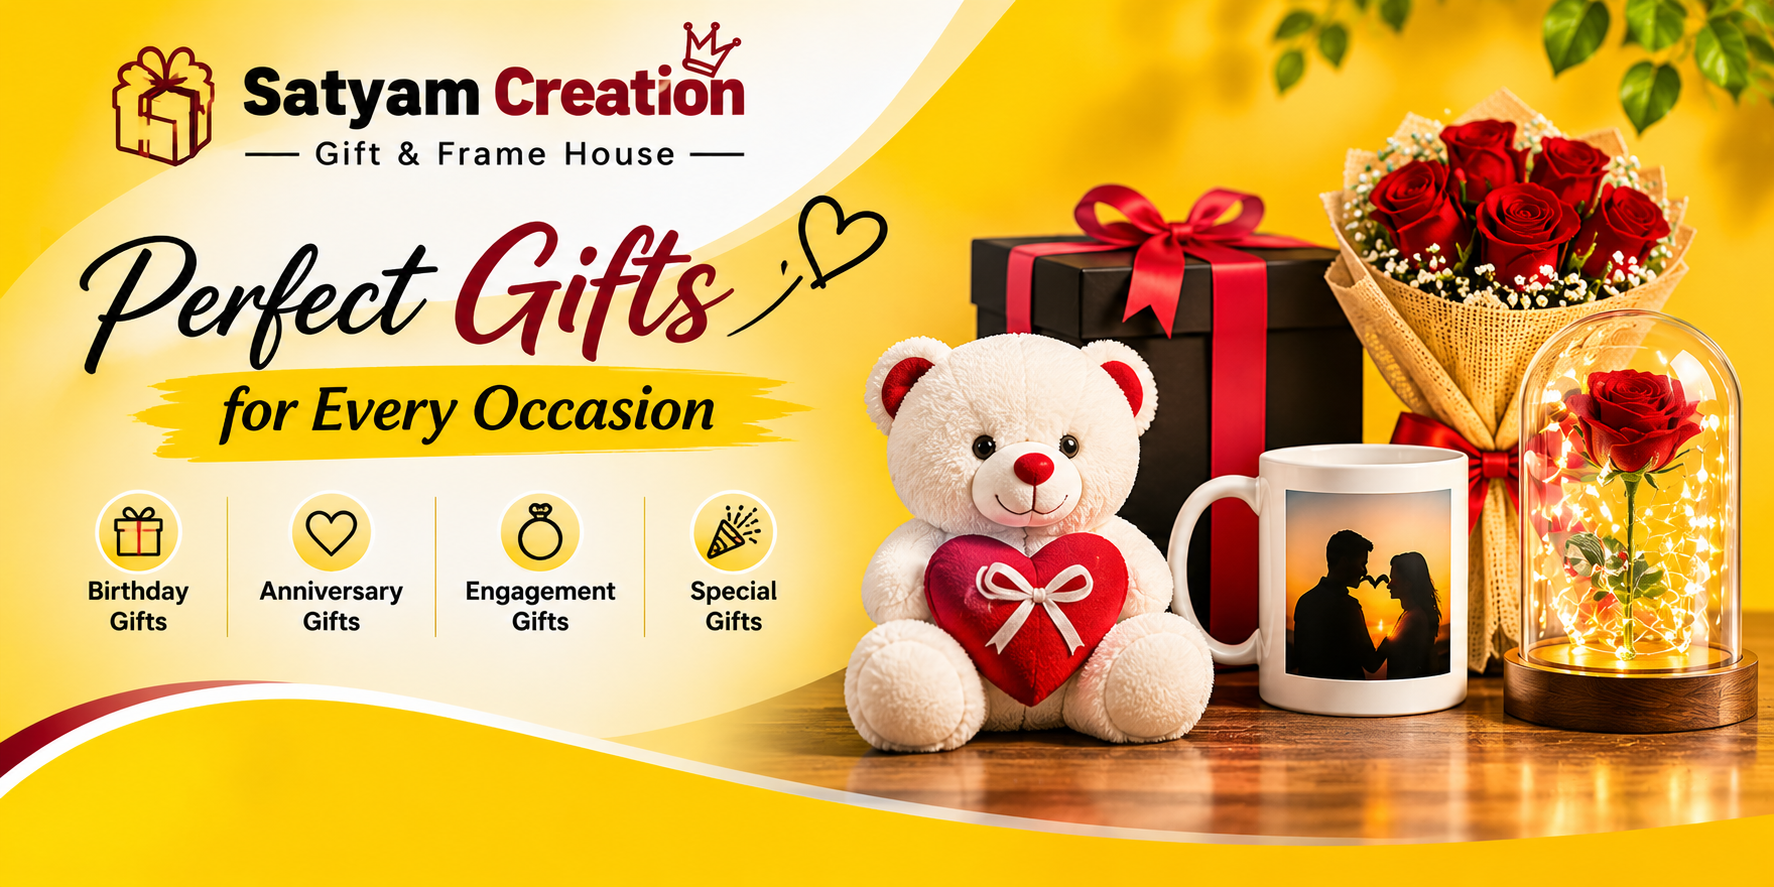 Satyam Creation
Gift & Frame House
Perfect Gifts
for Every Occasion
Birthday
Gifts
Anniversary
Gifts
Engagement
Gifts
Special
Gifts